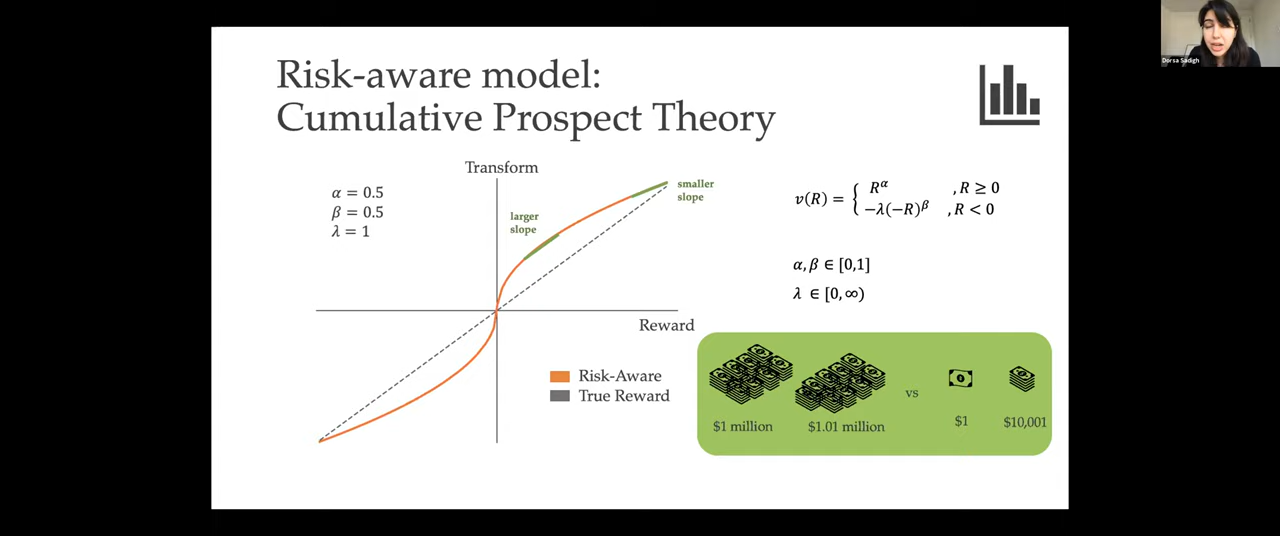 Risk-aware model:
Cumulative Prospect Theory
Dorsa Sadigh
Transform
α = 0.5
β = 0.5
λ = 1
larger
slope
smaller
slope
Reward
Risk-Aware
True Reward
v(R) = { R^α , R ≥ 0
−λ(−R)^β , R < 0
α, β ∈ [0,1]
λ ∈ [0, ∞)
$1 million
$1.01 million
vs
$1
$10,001